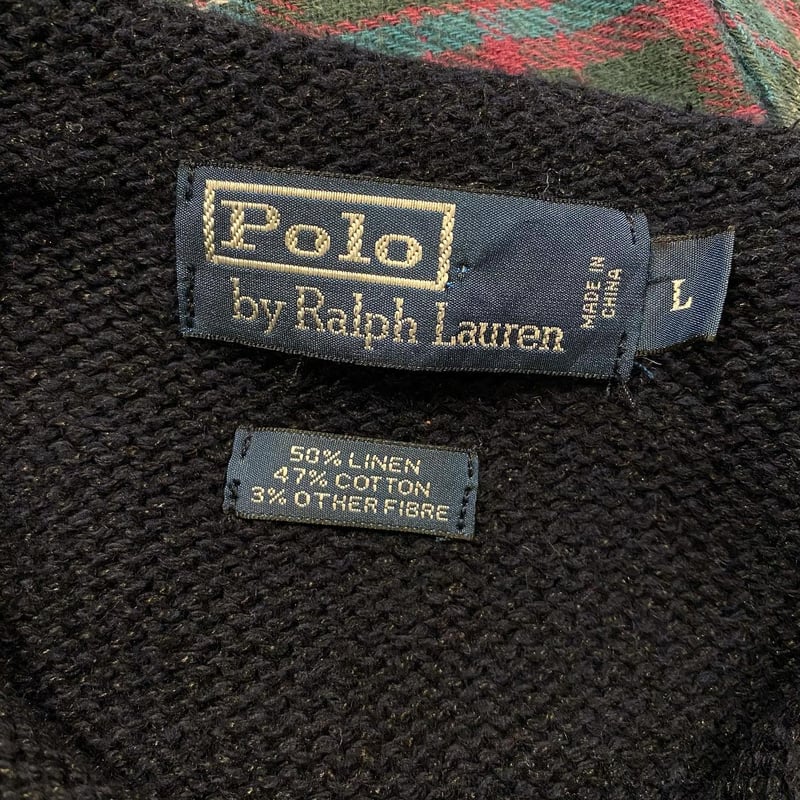 Polo
by Ralph Lauren
MADE IN
CHINA
L
50% LINEN
47% COTTON
3% OTHER FIBRE